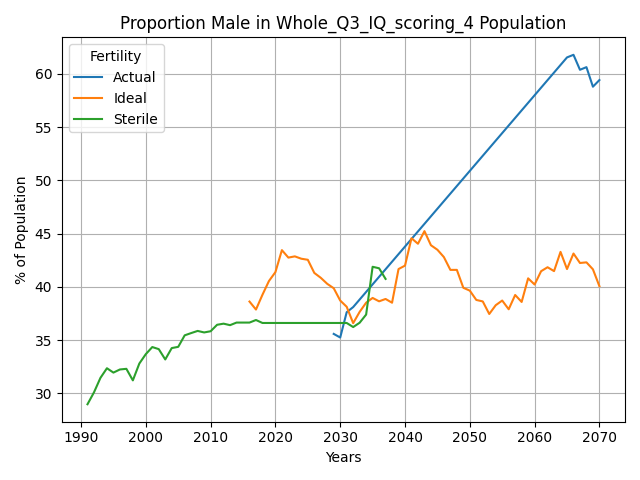 Proportion Male in Whole_Q3_IQ_scoring_4 Population
Fertility
Actual
Ideal
Sterile
% of Population
60
55
50
45
40
35
30
1990 2000 2010 2020 2030 2040 2050 2060 2070
Years